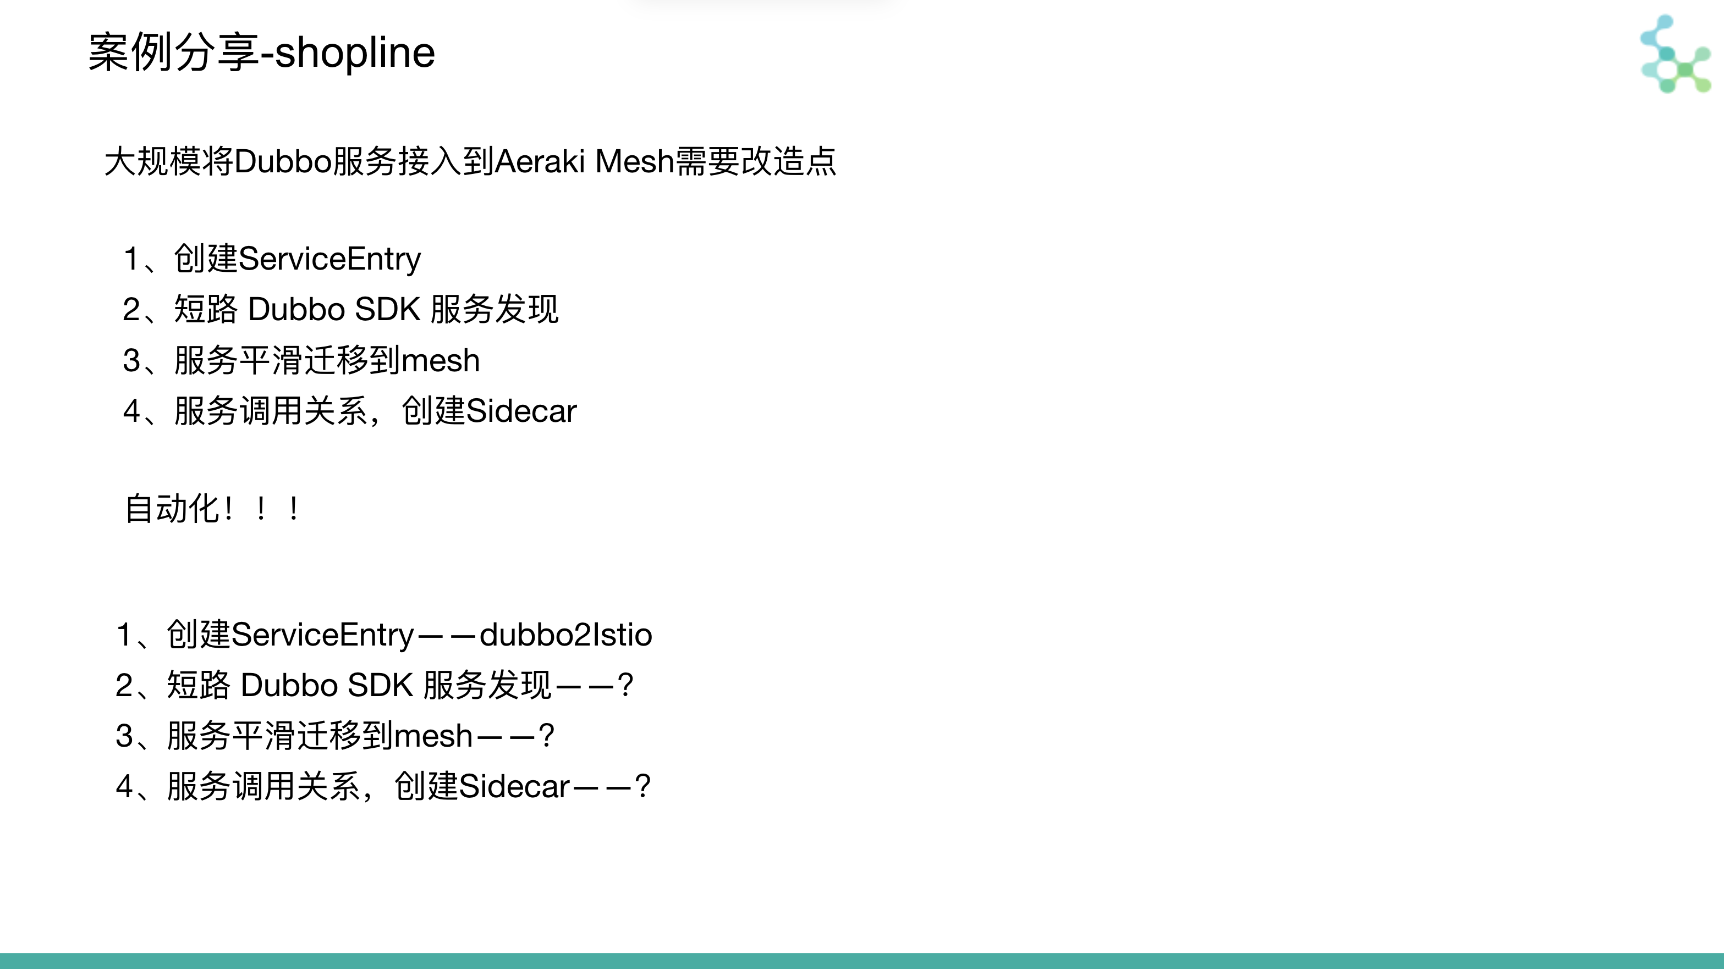 案例分享-shopline
大规模将Dubbo服务接入到Aeraki Mesh需要改造点
1、创建ServiceEntry
2、短路 Dubbo SDK 服务发现
3、服务平滑迁移到mesh
4、服务调用关系，创建Sidecar
自动化！！！
1、创建ServiceEntry——dubbo2Istio
2、短路 Dubbo SDK 服务发现——?
3、服务平滑迁移到mesh——?
4、服务调用关系，创建Sidecar——?